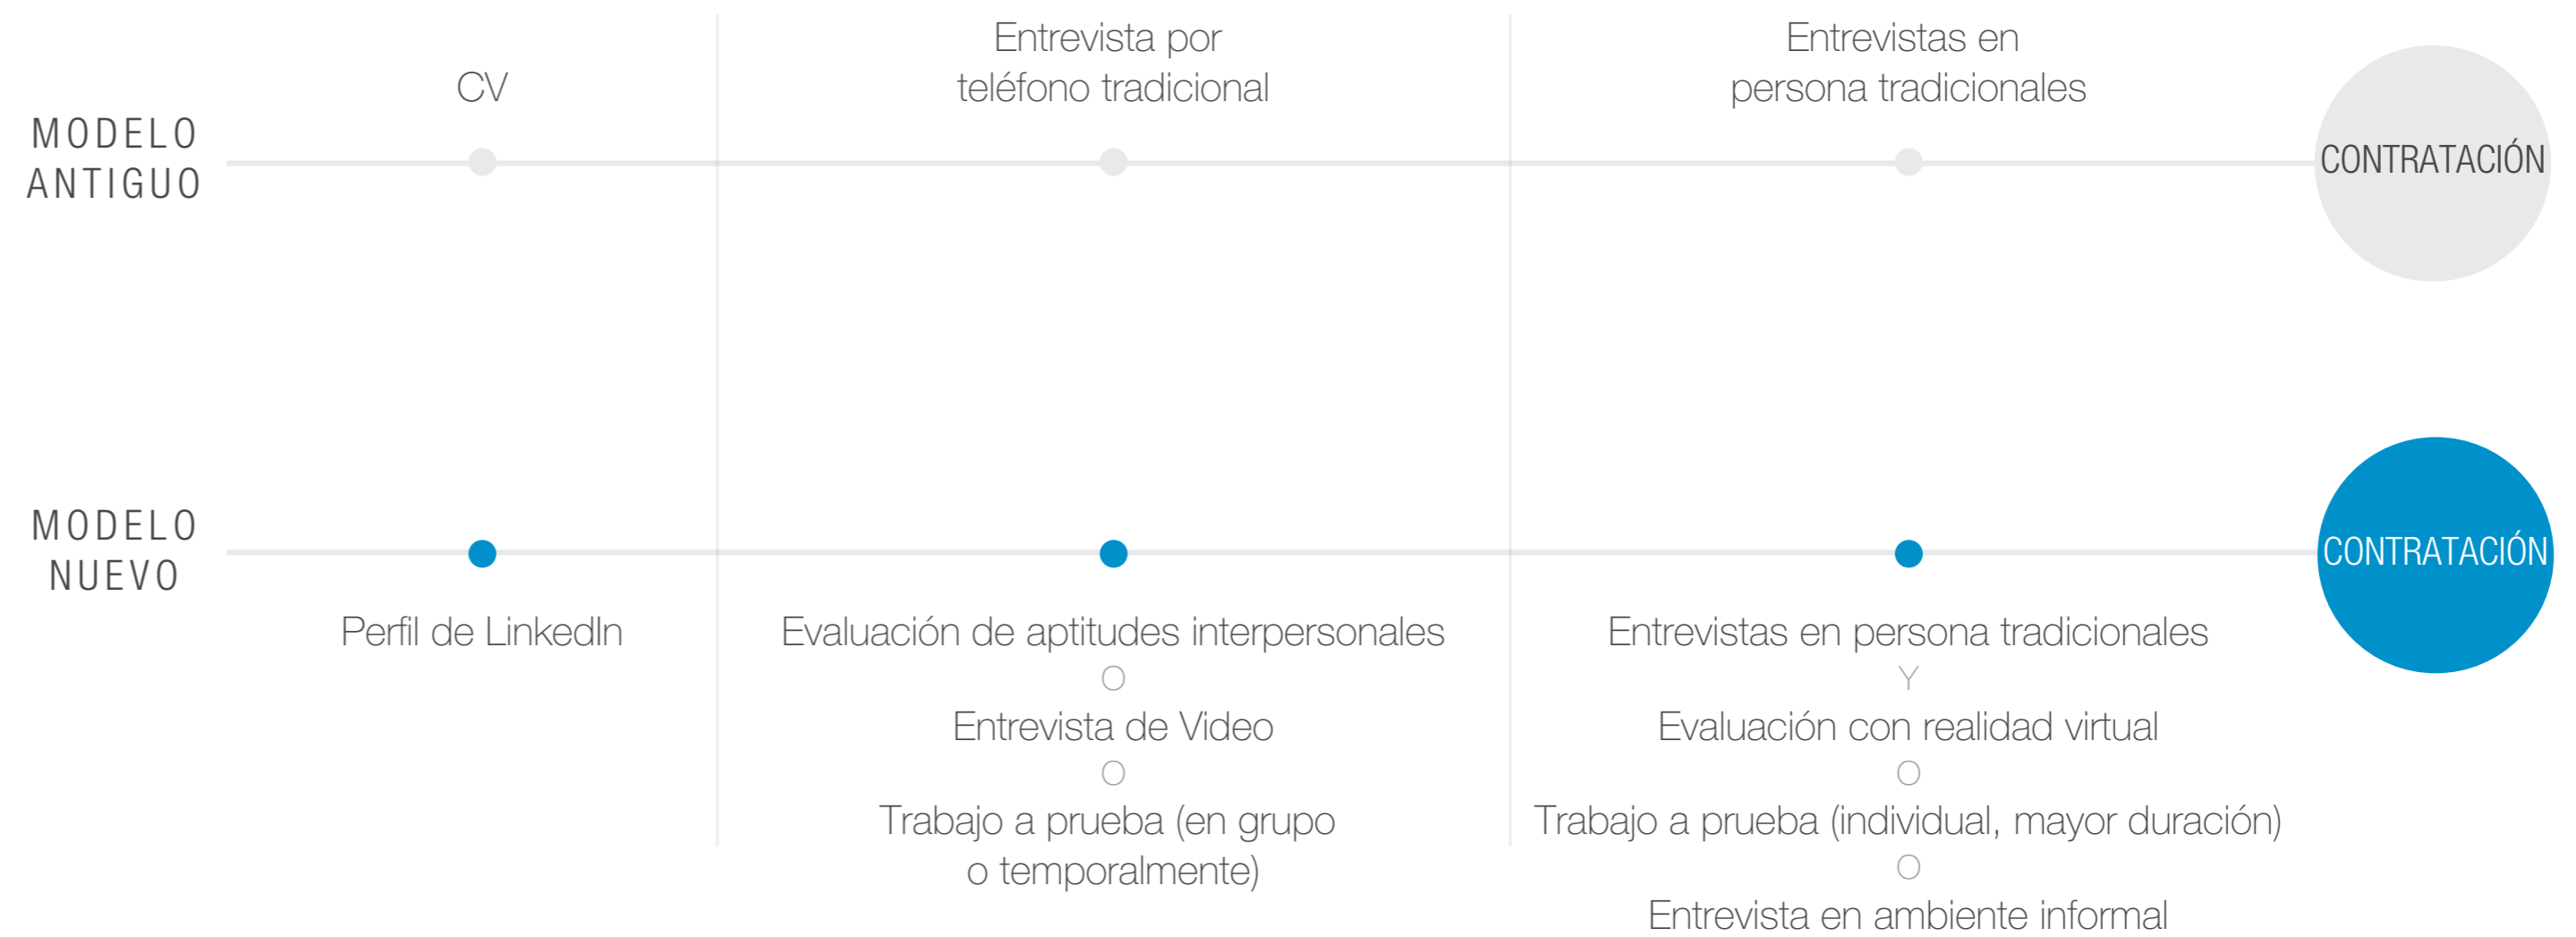 MODELO
ANTIGUO
CV
Entrevista por
teléfono tradicional
Entrevistas en
persona tradicionales
CONTRATACIÓN
MODELO
NUEVO
Perfil de LinkedIn
Evaluación de aptitudes interpersonales
O
Entrevista de Video
O
Trabajo a prueba (en grupo
o temporalmente)
Entrevistas en persona tradicionales
Y
Evaluación con realidad virtual
O
Trabajo a prueba (individual, mayor duración)
O
Entrevista en ambiente informal
CONTRATACIÓN